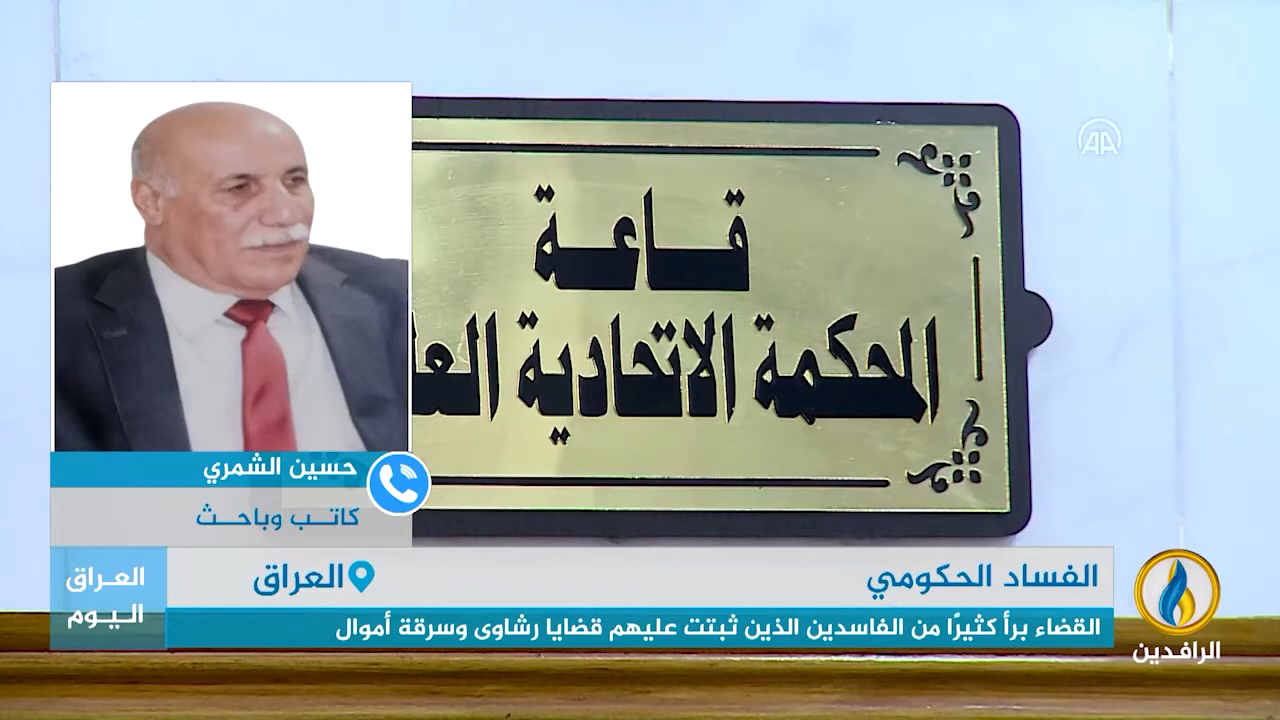 AA
قاعة
المحكمة الاتحادية
حسين الشمري
كاتب وباحث
الفساد الحكومي
العراق
القضاء برأ كثيرًا من الفاسدين الذين ثبتت عليهم قضايا رشاوى وسرقة أموال
العراق
اليوم
الرافدين